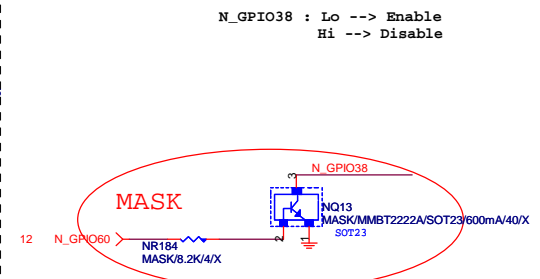 N_GPIO38 : Lo --> Enable
Hi --> Disable
N_GPIO38
3
MASK
NQ13
MASK/MMBT2222A/SOT23/600mA/40/X
SOT23
12 N_GPIO60
2
1
NR184
MASK/8.2K/4/X